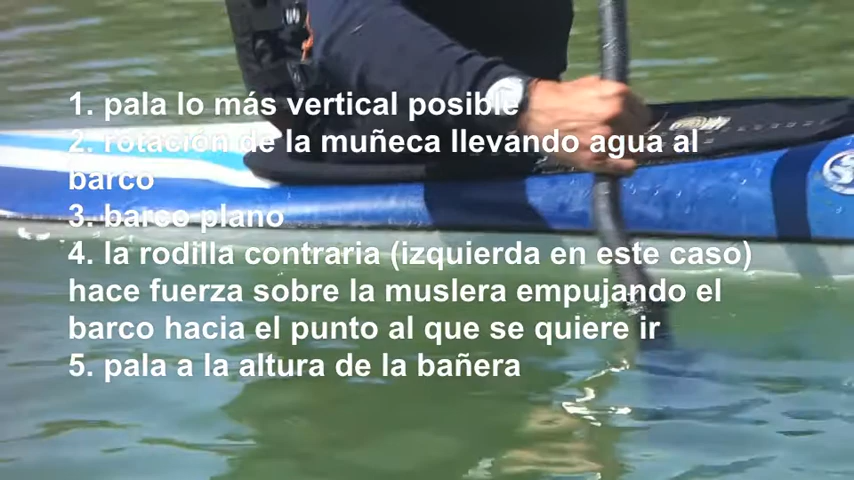 1. pala lo más vertical posible
2. rotación de la muñeca llevando agua al
barco
3. barco plano
4. la rodilla contraria (izquierda en este caso)
hace fuerza sobre la muslera empujando el
barco hacia el punto al que se quiere ir
5. pala a la altura de la bañera